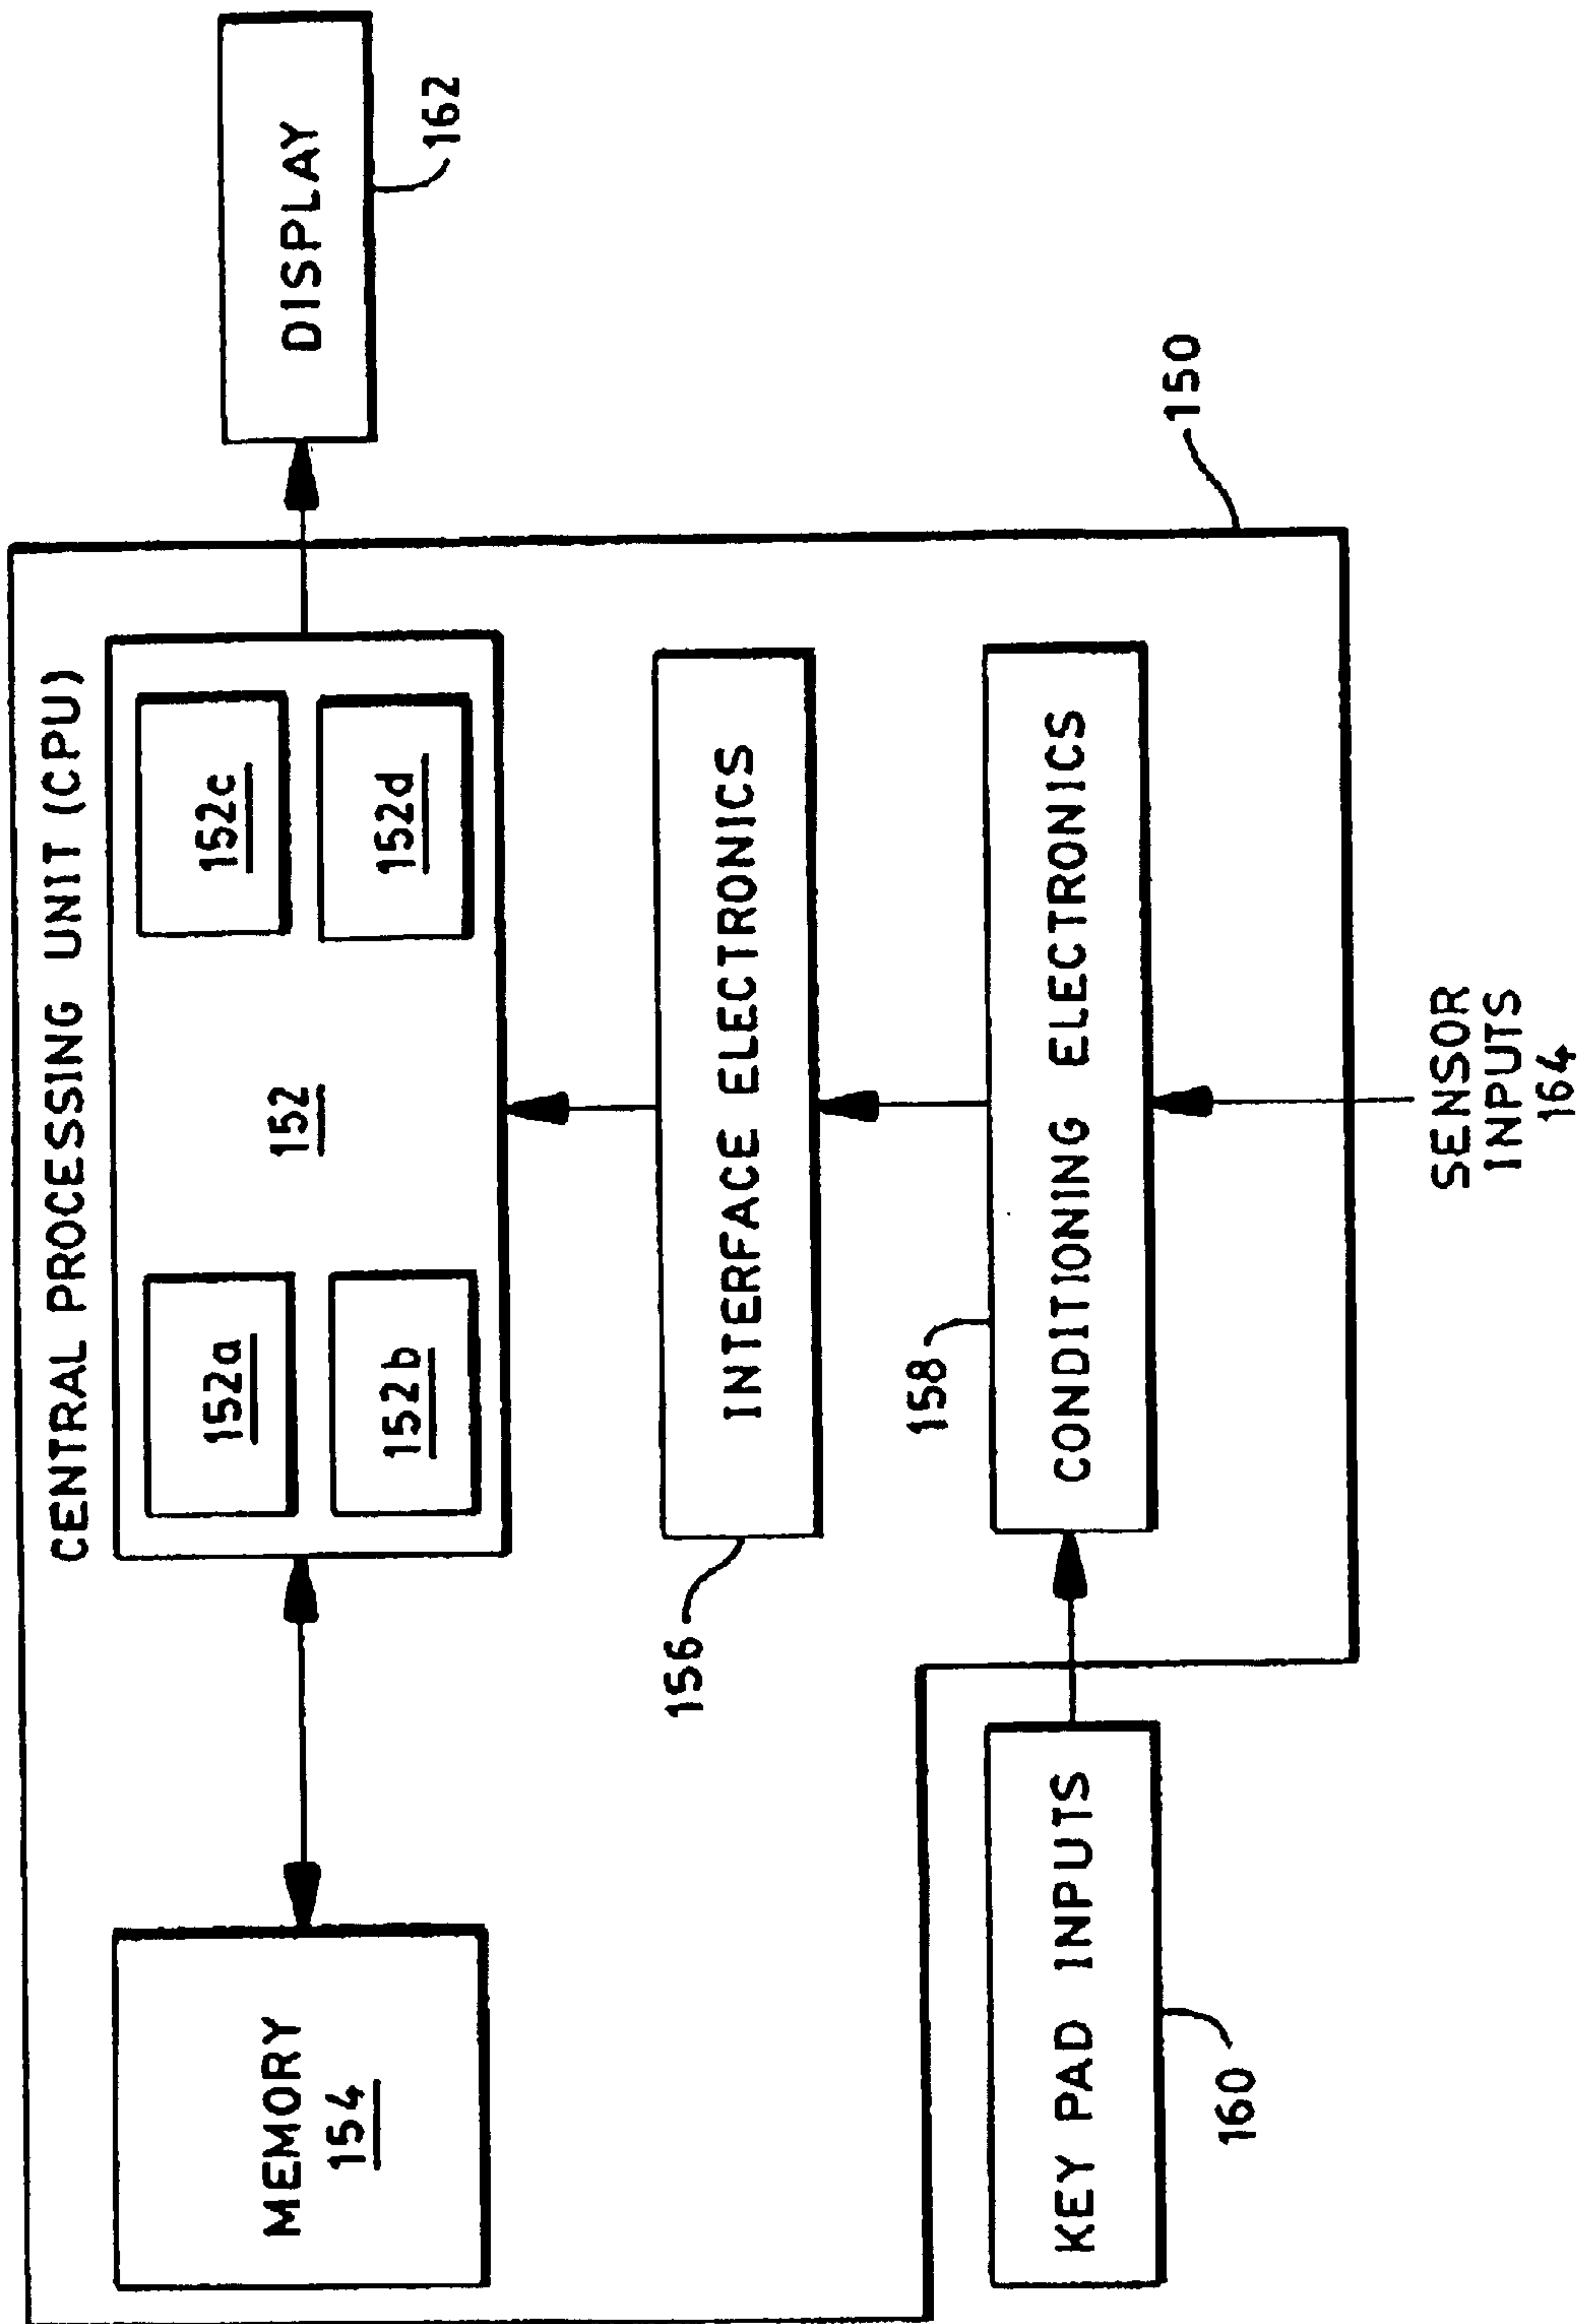 CENTRAL PROCESSING UNIT (CPU)
MEMORY
154
152a
152b
152
152c
152d
DISPLAY
162
156
INTERFACE ELECTRONICS
150
158
KEY PAD INPUTS
160
CONDITIONING ELECTRONICS
SENSOR
INPUTS
164